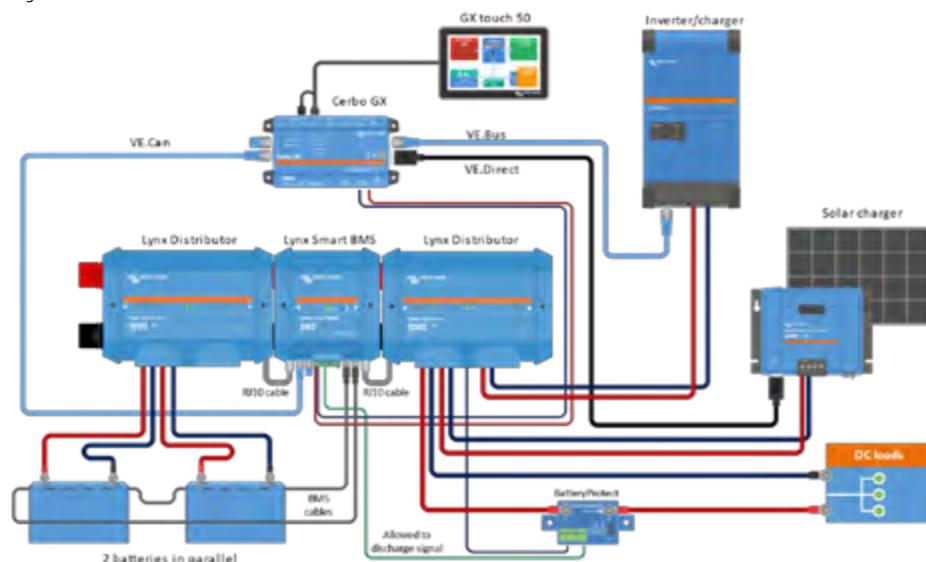 GX touch 50
Inverter/charger
Cerbo GX
VE.Can
VE.Bus
VE.Direct
Solar charger
Lynx Distributor
Lynx Smart BMS
Lynx Distributor
RJ10 cable
RJ10 cable
DC loads
BatteryProtect
BMS
cables
Allowed to
discharge signal
2 batteries in parallel